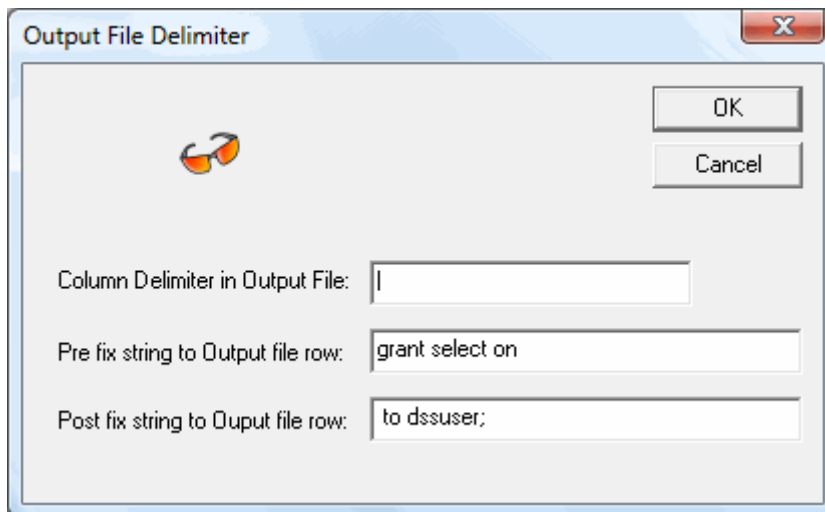 Output File Delimiter
OK
Cancel
Column Delimiter in Output File:
Pre fix string to Output file row: grant select on
Post fix string to Ouput file row: to dssuser;